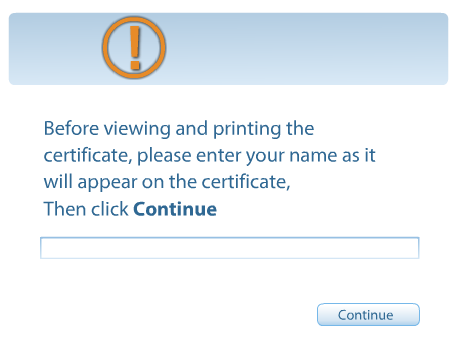 Before viewing and printing the
certificate, please enter your name as it
will appear on the certificate,
Then click Continue
Continue